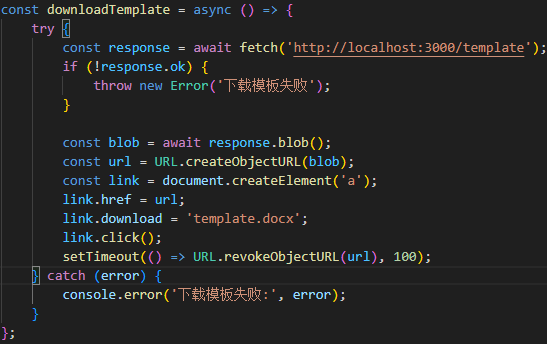 const downloadTemplate = async () => {
    try {
        const response = await fetch('http://localhost:3000/template');
        if (!response.ok) {
            throw new Error('下载模板失败');
        }

        const blob = await response.blob();
        const url = URL.createObjectURL(blob);
        const link = document.createElement('a');
        link.href = url;
        link.download = 'template.docx';
        link.click();
        setTimeout(() => URL.revokeObjectURL(url), 100);
    } catch (error) {
        console.error('下载模板失败:', error);
    }
};